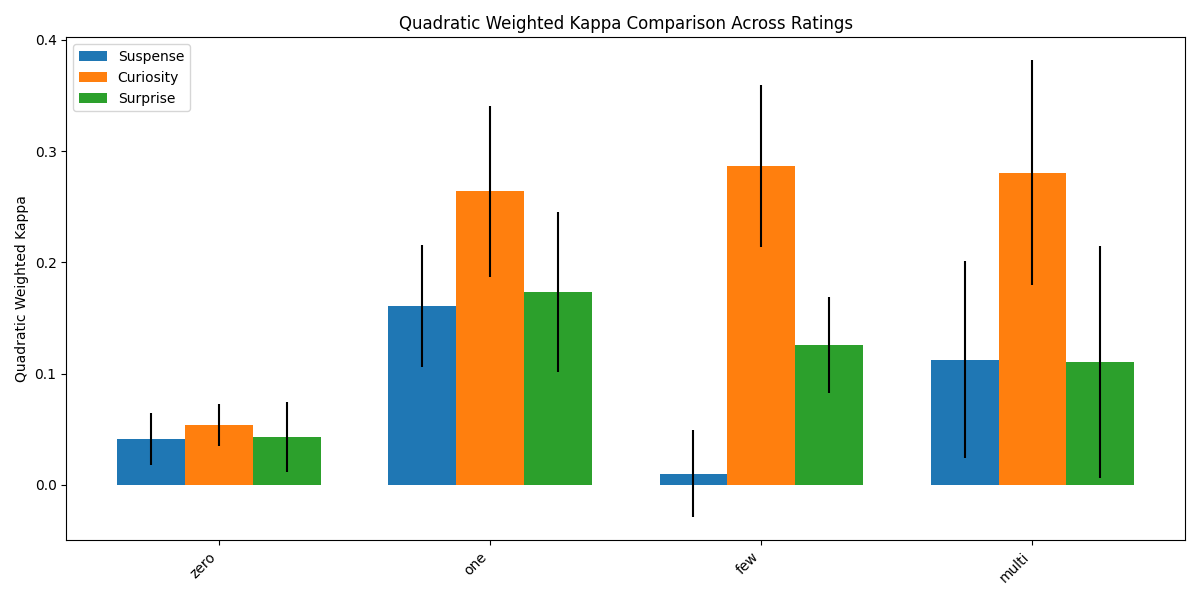 Quadratic Weighted Kappa Comparison Across Ratings
Suspense
Curiosity
Surprise
Quadratic Weighted Kappa
0.4
0.3
0.2
0.1
0.0
zero
one
few
multi